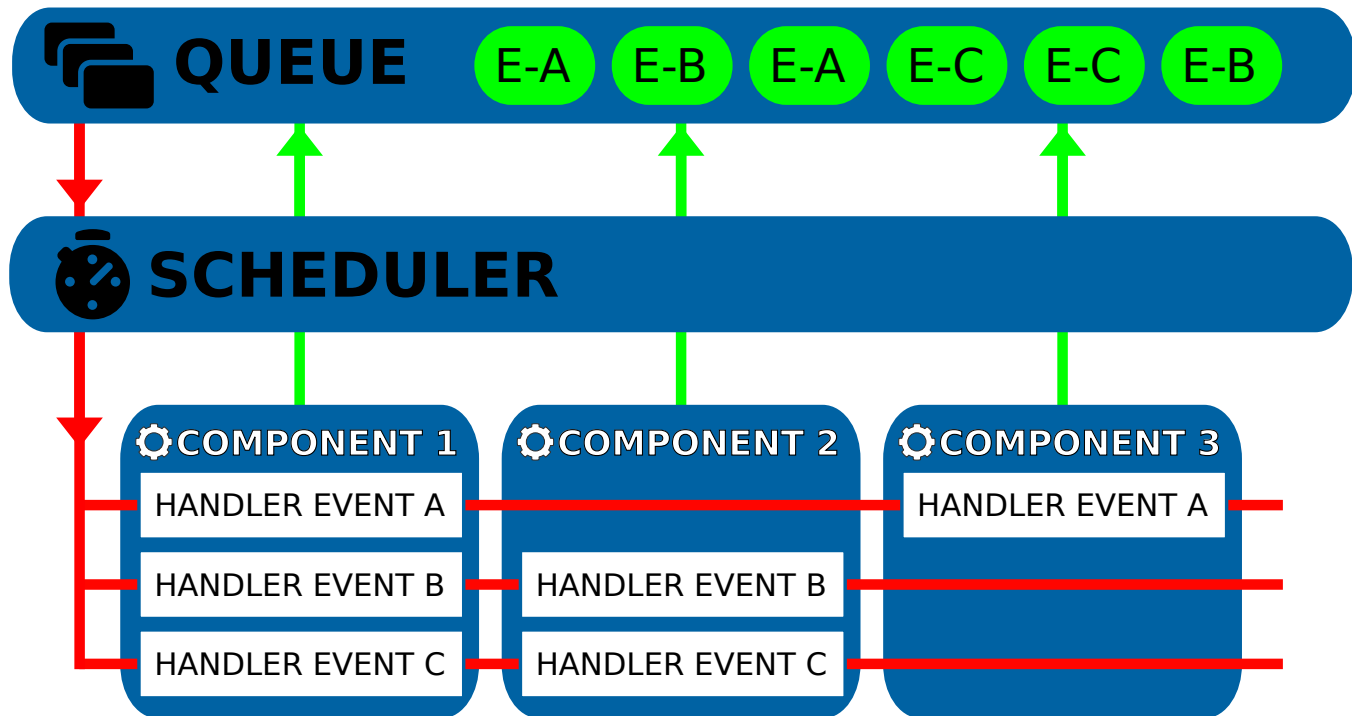 QUEUE E-A E-B E-A E-C E-C E-B
SCHEDULER
COMPONENT 1 COMPONENT 2 COMPONENT 3
HANDLER EVENT A HANDLER EVENT A
HANDLER EVENT B HANDLER EVENT B
HANDLER EVENT C HANDLER EVENT C